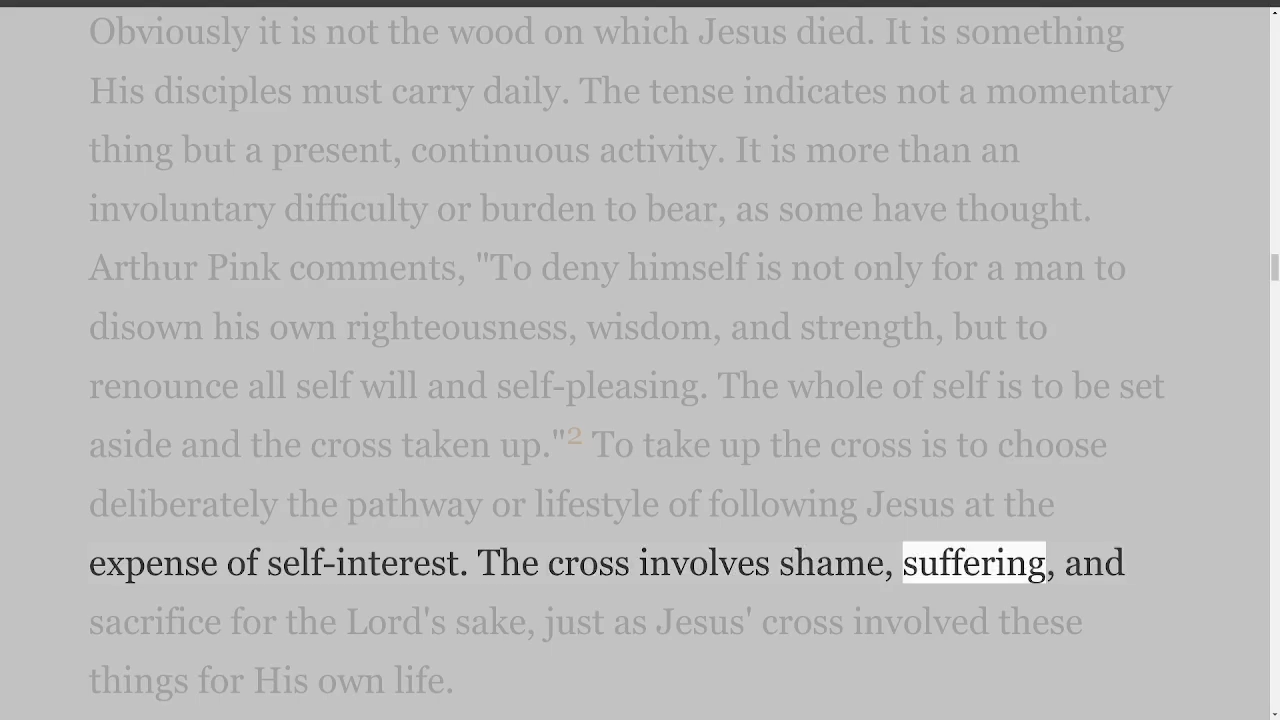 Obviously it is not the wood on which Jesus died. It is something
His disciples must carry daily. The tense indicates not a momentary
thing but a present, continuous activity. It is more than an
involuntary difficulty or burden to bear, as some have thought.
Arthur Pink comments, "To deny himself is not only for a man to
disown his own righteousness, wisdom, and strength, but to
renounce all self will and self-pleasing. The whole of self is to be set
aside and the cross taken up."2 To take up the cross is to choose
deliberately the pathway or lifestyle of following Jesus at the
expense of self-interest. The cross involves shame, suffering, and
sacrifice for the Lord's sake, just as Jesus' cross involved these
things for His own life.